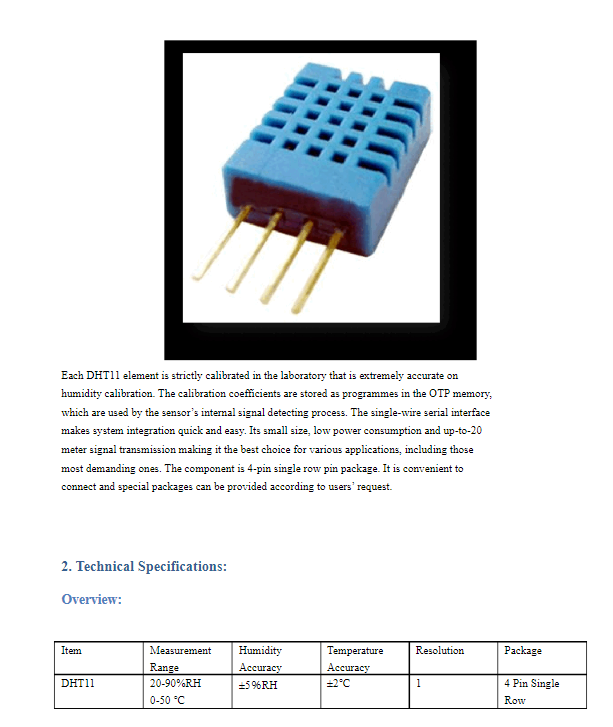 Each DHT11 element is strictly calibrated in the laboratory that is extremely accurate on
humidity calibration. The calibration coefficients are stored as programmes in the OTP memory,
which are used by the sensor’s internal signal detecting process. The single-wire serial interface
makes system integration quick and easy. Its small size, low power consumption and up-to-20
meter signal transmission making it the best choice for various applications, including those
most demanding ones. The component is 4-pin single row pin package. It is convenient to
connect and special packages can be provided according to users’ request.
2. Technical Specifications:
Overview:
Item Measurement Humidity Temperature Resolution Package
Range Accuracy Accuracy
DHT11 20-90%RH ±5%RH ±2℃ 1 4 Pin Single
0-50 ℃ Row